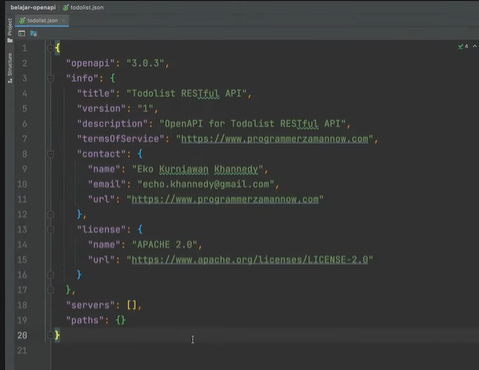 belajar-openapi › todolist.json
todolist.json
Project
Structure
4
1 {
2 "openapi": "3.0.3",
3 "info": {
4 "title": "Todolist RESTful API",
5 "version": "1",
6 "description": "OpenAPI for Todolist RESTful API",
7 "termsOfService": "https://www.programmerzamannow.com",
8 "contact": {
9 "name": "Eko Kurniawan Khannedy",
10 "email": "echo.khannedy@gmail.com",
11 "url": "https://www.programmerzamannow.com"
12 },
13 "license": {
14 "name": "APACHE 2.0",
15 "url": "https://www.apache.org/licenses/LICENSE-2.0"
16 }
17 },
18 "servers": [],
19 "paths": {}
20 }
21